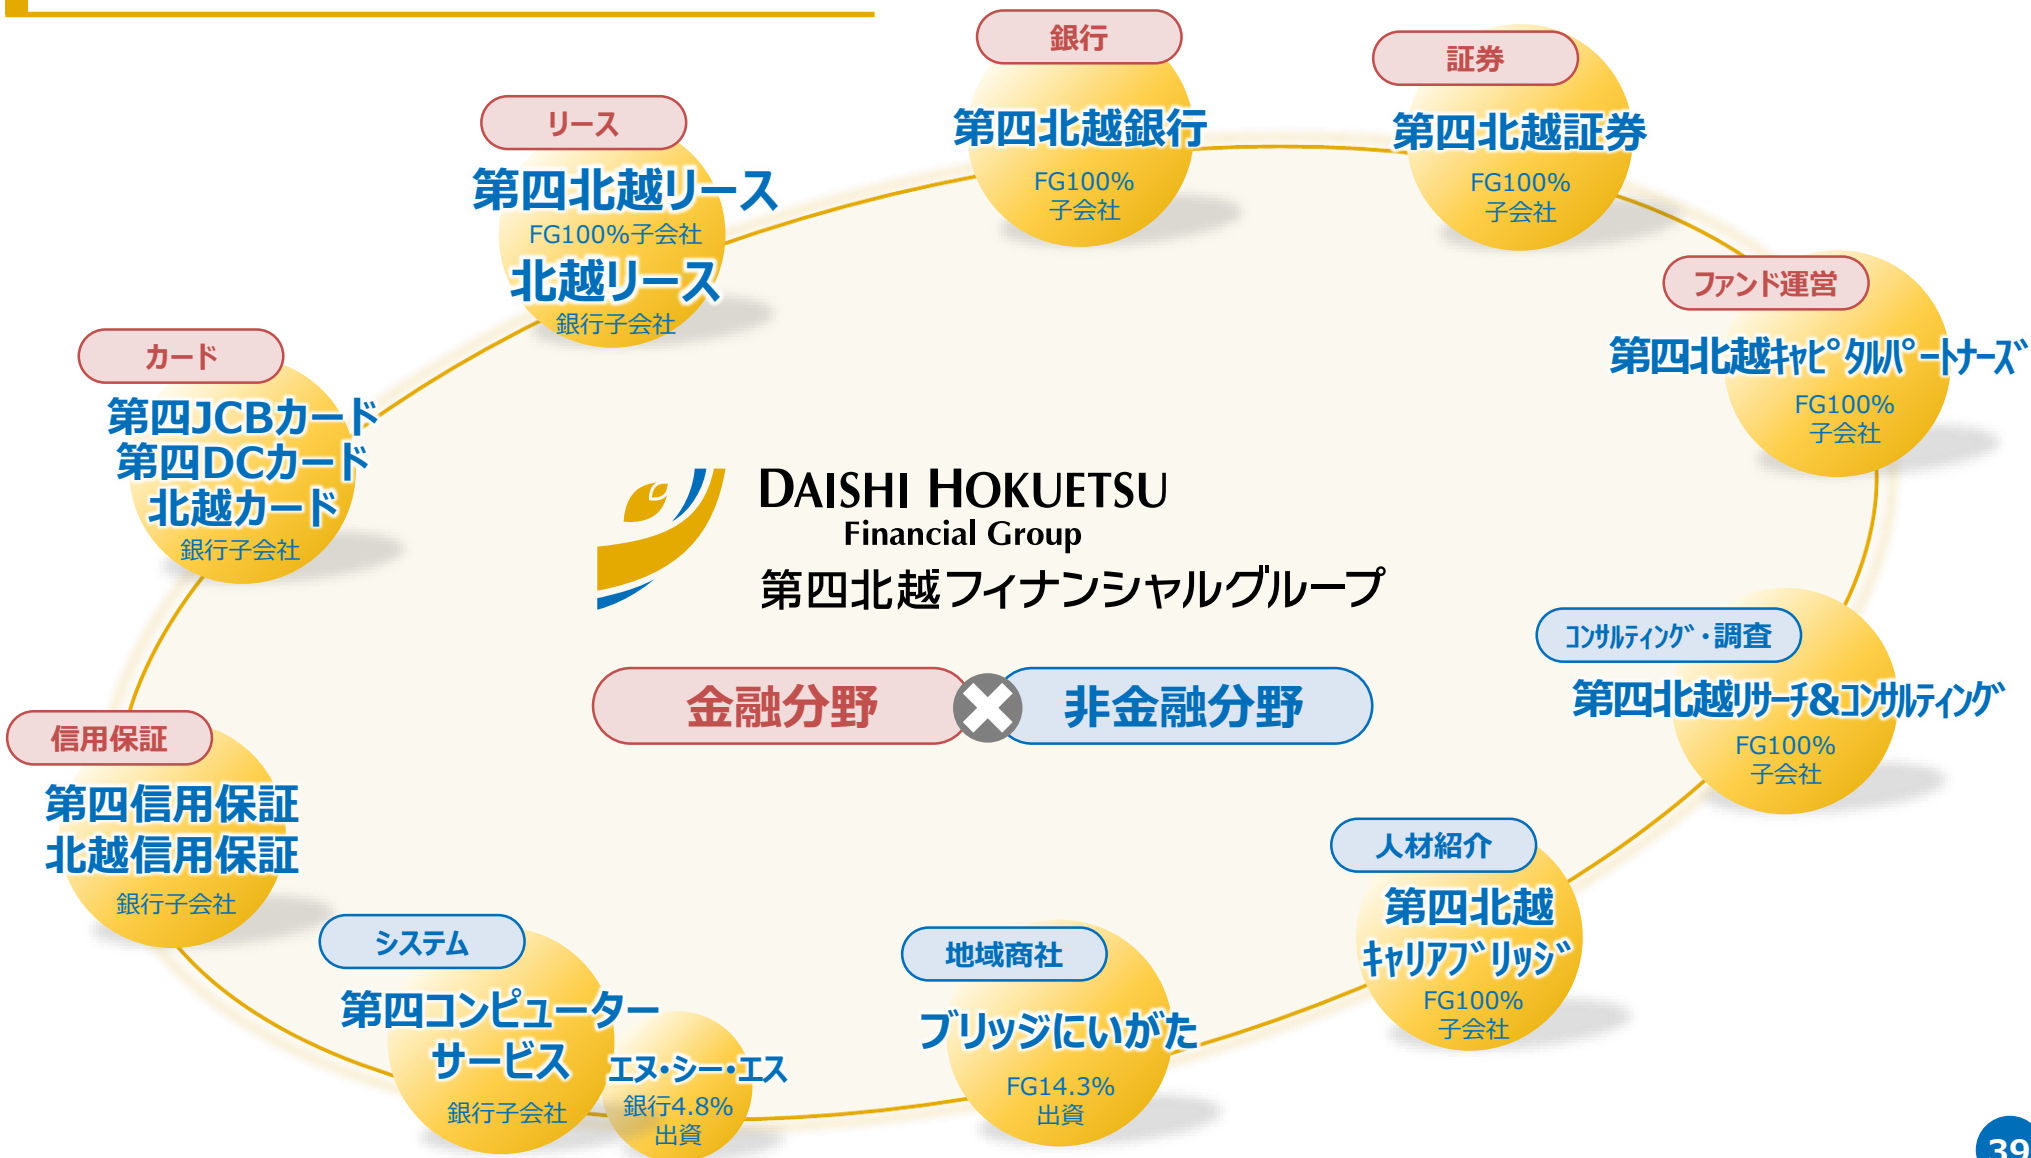 銀行
第四北越銀行
FG100%
子会社
証券
第四北越証券
FG100%
子会社
リース
第四北越リース
FG100%子会社
北越リース
銀行子会社
ファンド運営
第四北越ｷｬﾋﾟﾀﾙﾊﾟｰﾄﾅｰｽﾞ
FG100%
子会社
カード
第四JCBカード
第四DCカード
北越カード
銀行子会社
DAISHI HOKUETSU
Financial Group
第四北越フィナンシャルグループ
金融分野
非金融分野
ｺﾝｻﾙﾃｨﾝｸﾞ・調査
第四北越ﾘｻｰﾁ&ｺﾝｻﾙﾃｨﾝｸﾞ
FG100%
子会社
信用保証
第四信用保証
北越信用保証
銀行子会社
人材紹介
第四北越
ｷｬﾘｱﾌﾞﾘｯｼﾞ
FG100%
子会社
システム
第四コンピューター
サービス
銀行子会社
エヌ・シー・エス
銀行4.8%
出資
地域商社
ブリッジにいがた
FG14.3%
出資
39